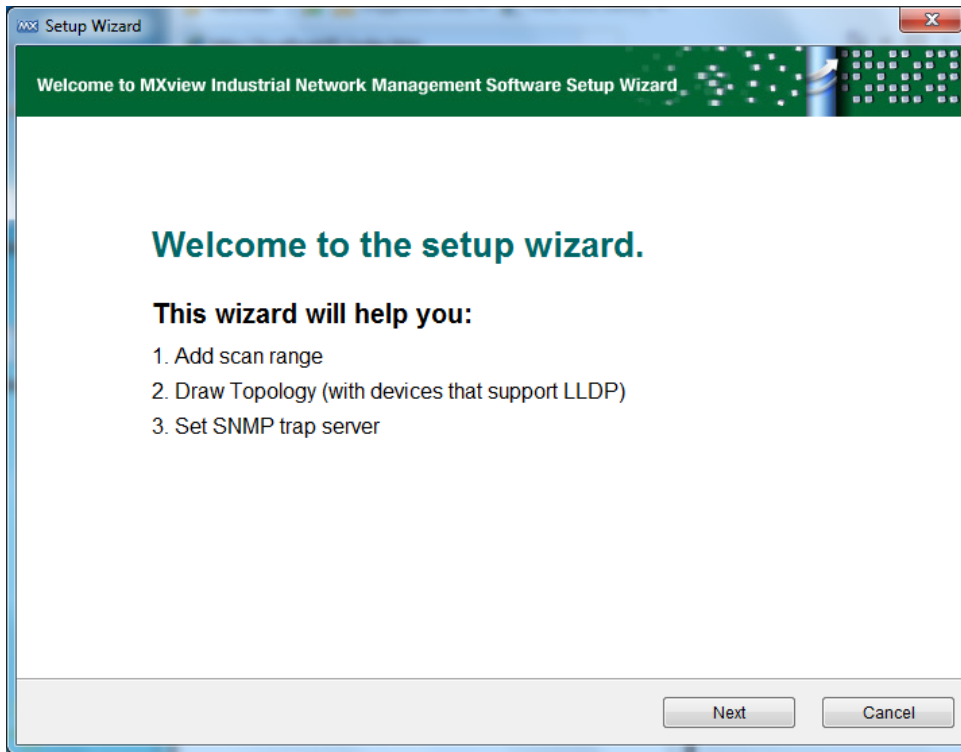 MX Setup Wizard
Welcome to MXview Industrial Network Management Software Setup Wizard
Welcome to the setup wizard.
This wizard will help you:
1. Add scan range
2. Draw Topology (with devices that support LLDP)
3. Set SNMP trap server
Next Cancel